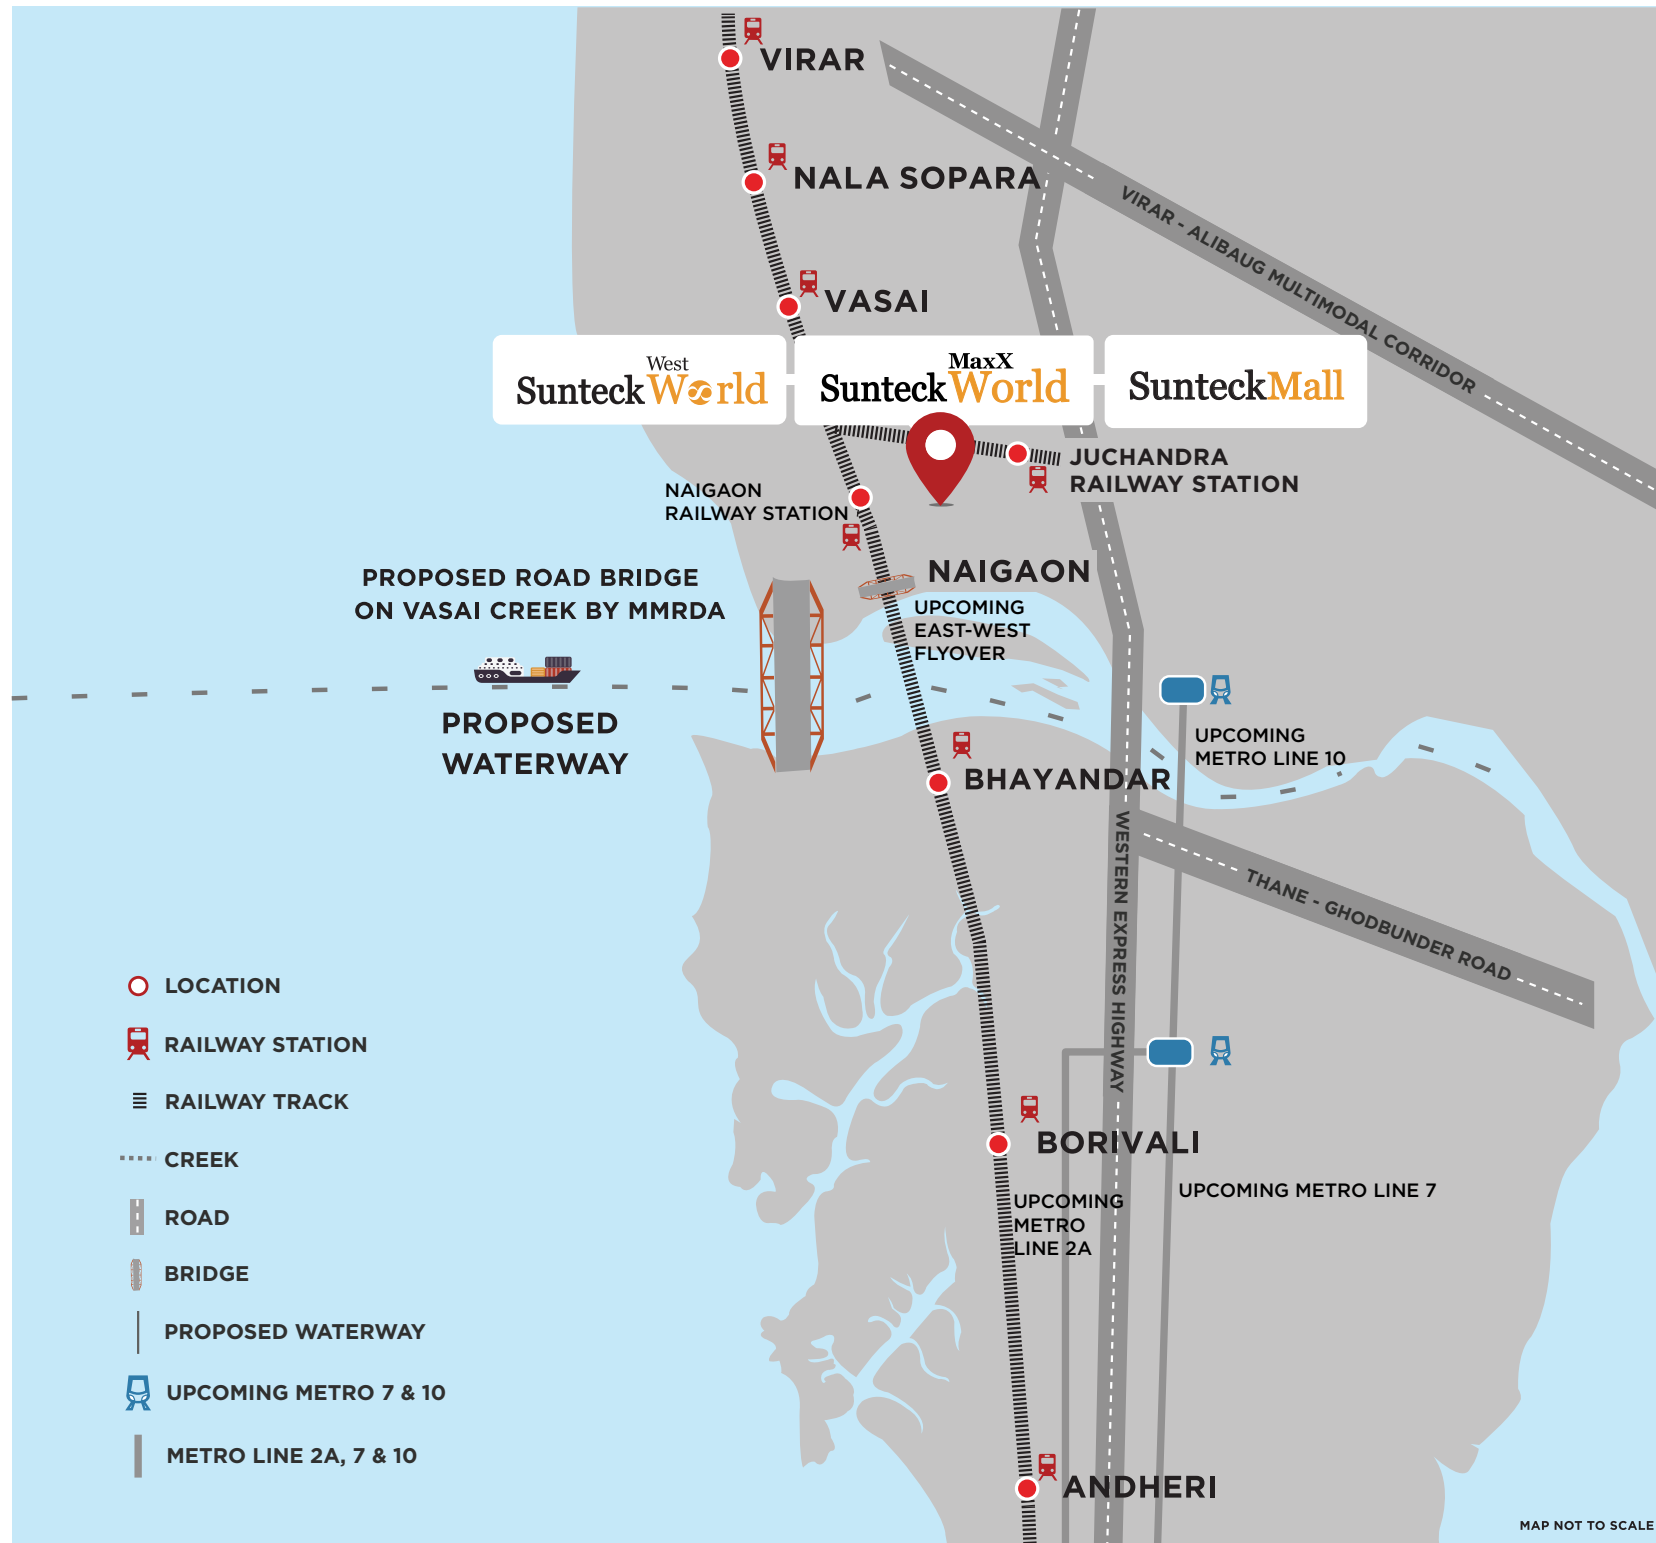 VIRAR
NALA SOPARA
VIRAR - ALIBAUG MULTIMODAL CORRIDOR
VASAI
West
Sunteck World
MaxX
Sunteck World
SunteckMall
JUCHANDRA
RAILWAY STATION
NAIGAON
RAILWAY STATION
PROPOSED ROAD BRIDGE
ON VASAI CREEK BY MMRDA
NAIGAON
UPCOMING
EAST-WEST
FLYOVER
PROPOSED
WATERWAY
UPCOMING
METRO LINE 10
BHAYANDAR
WESTERN EXPRESS HIGHWAY
THANE - GHODBUNDER ROAD
BORIVALI
UPCOMING
METRO
LINE 2A
UPCOMING METRO LINE 7
ANDHERI
LOCATION
RAILWAY STATION
RAILWAY TRACK
CREEK
ROAD
BRIDGE
PROPOSED WATERWAY
UPCOMING METRO 7 & 10
METRO LINE 2A, 7 & 10
MAP NOT TO SCALE